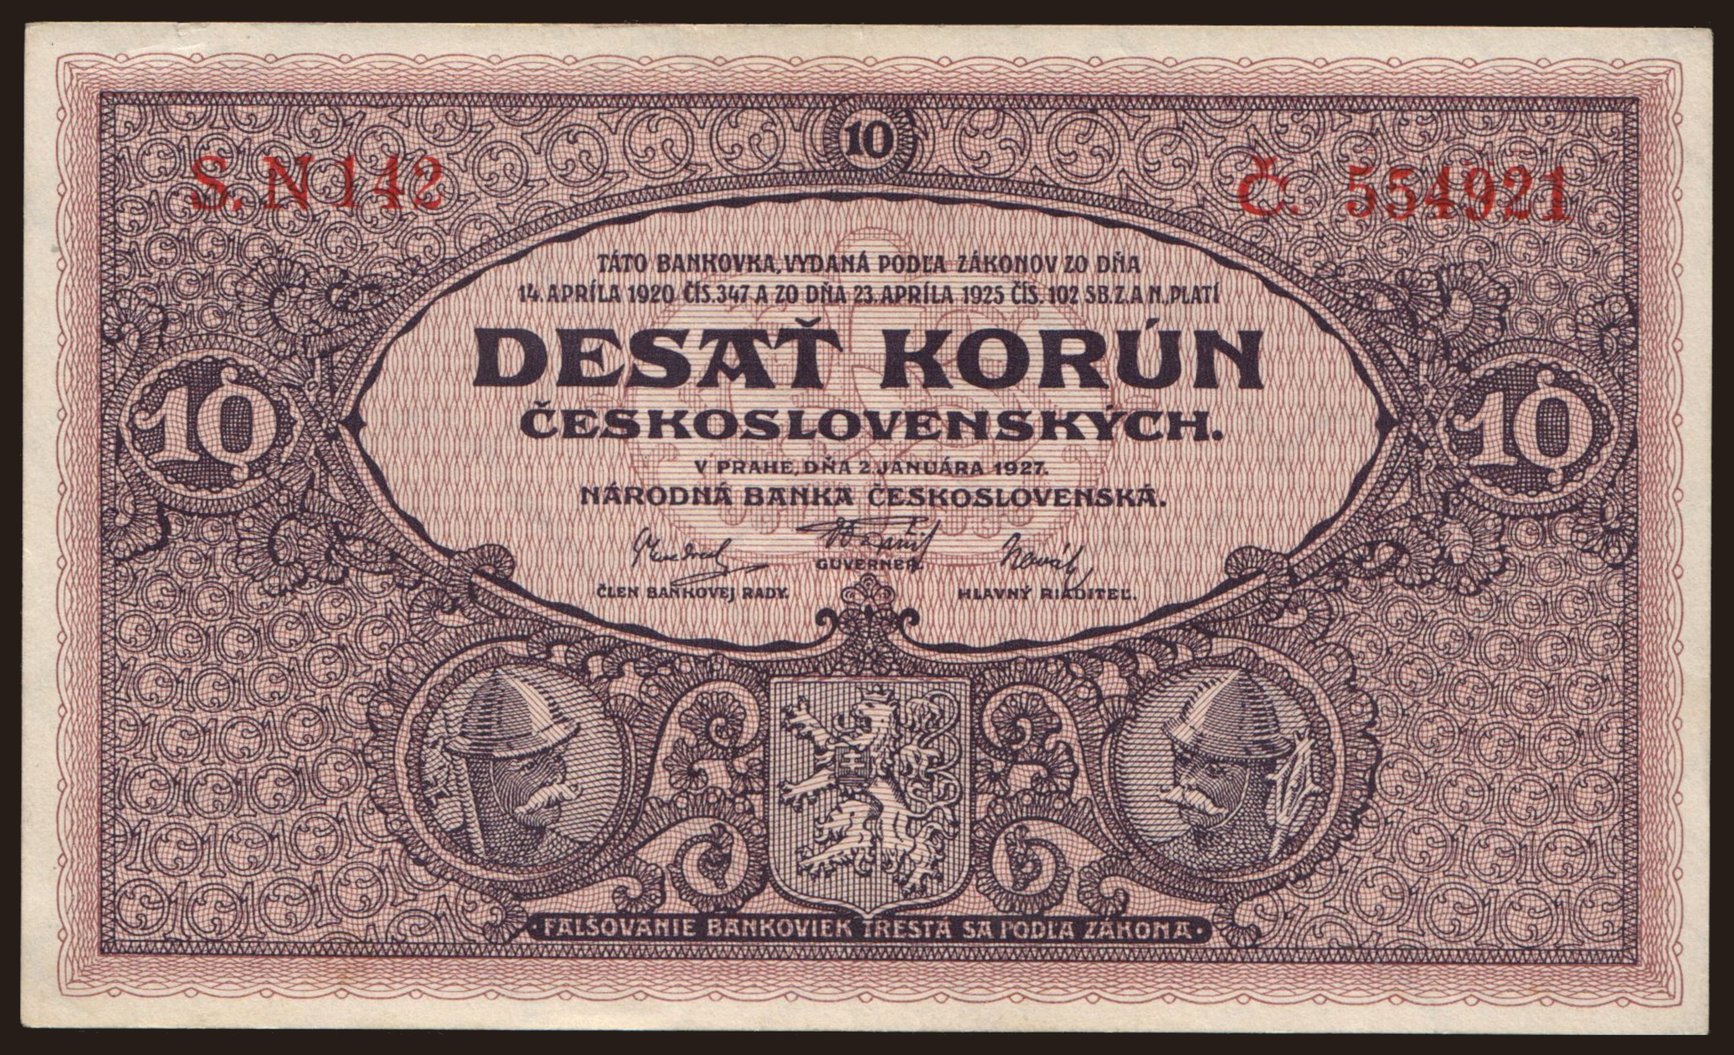 10
S. N 142
Č. 554921
TÁTO BANKOVKA, VYDANÁ PODĽA ZÁKONOV ZO DŇA
14. APRÍLA 1920 ČÍS. 347 A ZO DŇA 23. APRÍLA 1925 ČÍS. 102 SB. Z. A N. PLATÍ
DESAŤ KORÚN
ČESKOSLOVENSKÝCH.
10
10
V PRAHE, DŇA 2. JANUÁRA 1927.
NÁRODNÁ BANKA ČESKOSLOVENSKÁ.
Novák
GUVERNER.
ČLEN BANKOVEJ RADY.
HLAVNÝ RIADITEĽ.
FALŠOVANIE BANKOVIEK TRESTÁ SA PODĽA ZÁKONA